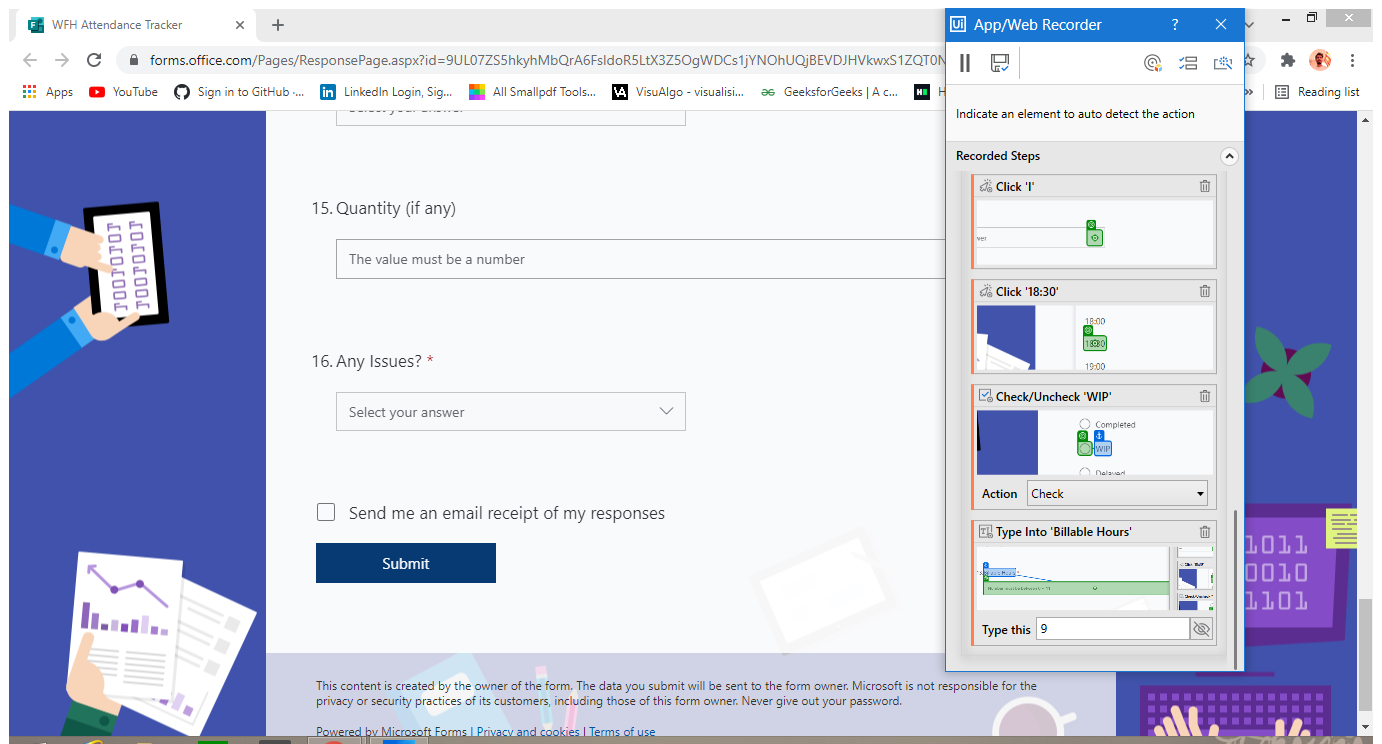 WFH Attendance Tracker
forms.office.com/Pages/ResponsePage.aspx?id=9UL07ZS5hkyhMbQrA6FsIdoR5LtX3Z5OgWDCs1jYNOhUQjBEVDJHVkwxS1ZQT0N
Apps YouTube Sign in to GitHub ·... LinkedIn Login, Sig... All Smallpdf Tools... VisuAlgo - visualisi... GeeksforGeeks | A c... » Reading list
Select your answer
15. Quantity (if any)
The value must be a number
16. Any Issues? *
Select your answer
Send me an email receipt of my responses
Submit
This content is created by the owner of the form. The data you submit will be sent to the form owner. Microsoft is not responsible for the
privacy or security practices of its customers, including those of this form owner. Never give out your password.
Powered by Microsoft Forms | Privacy and cookies | Terms of use
Ui App/Web Recorder ?
Indicate an element to auto detect the action
Recorded Steps
Click 'I'
ver
Click '18:30'
18:00
18:30
19:00
Check/Uncheck 'WIP'
Completed
WIP
Delayed
Action Check
Type Into 'Billable Hours'
Type this 9
1011
0010
1101